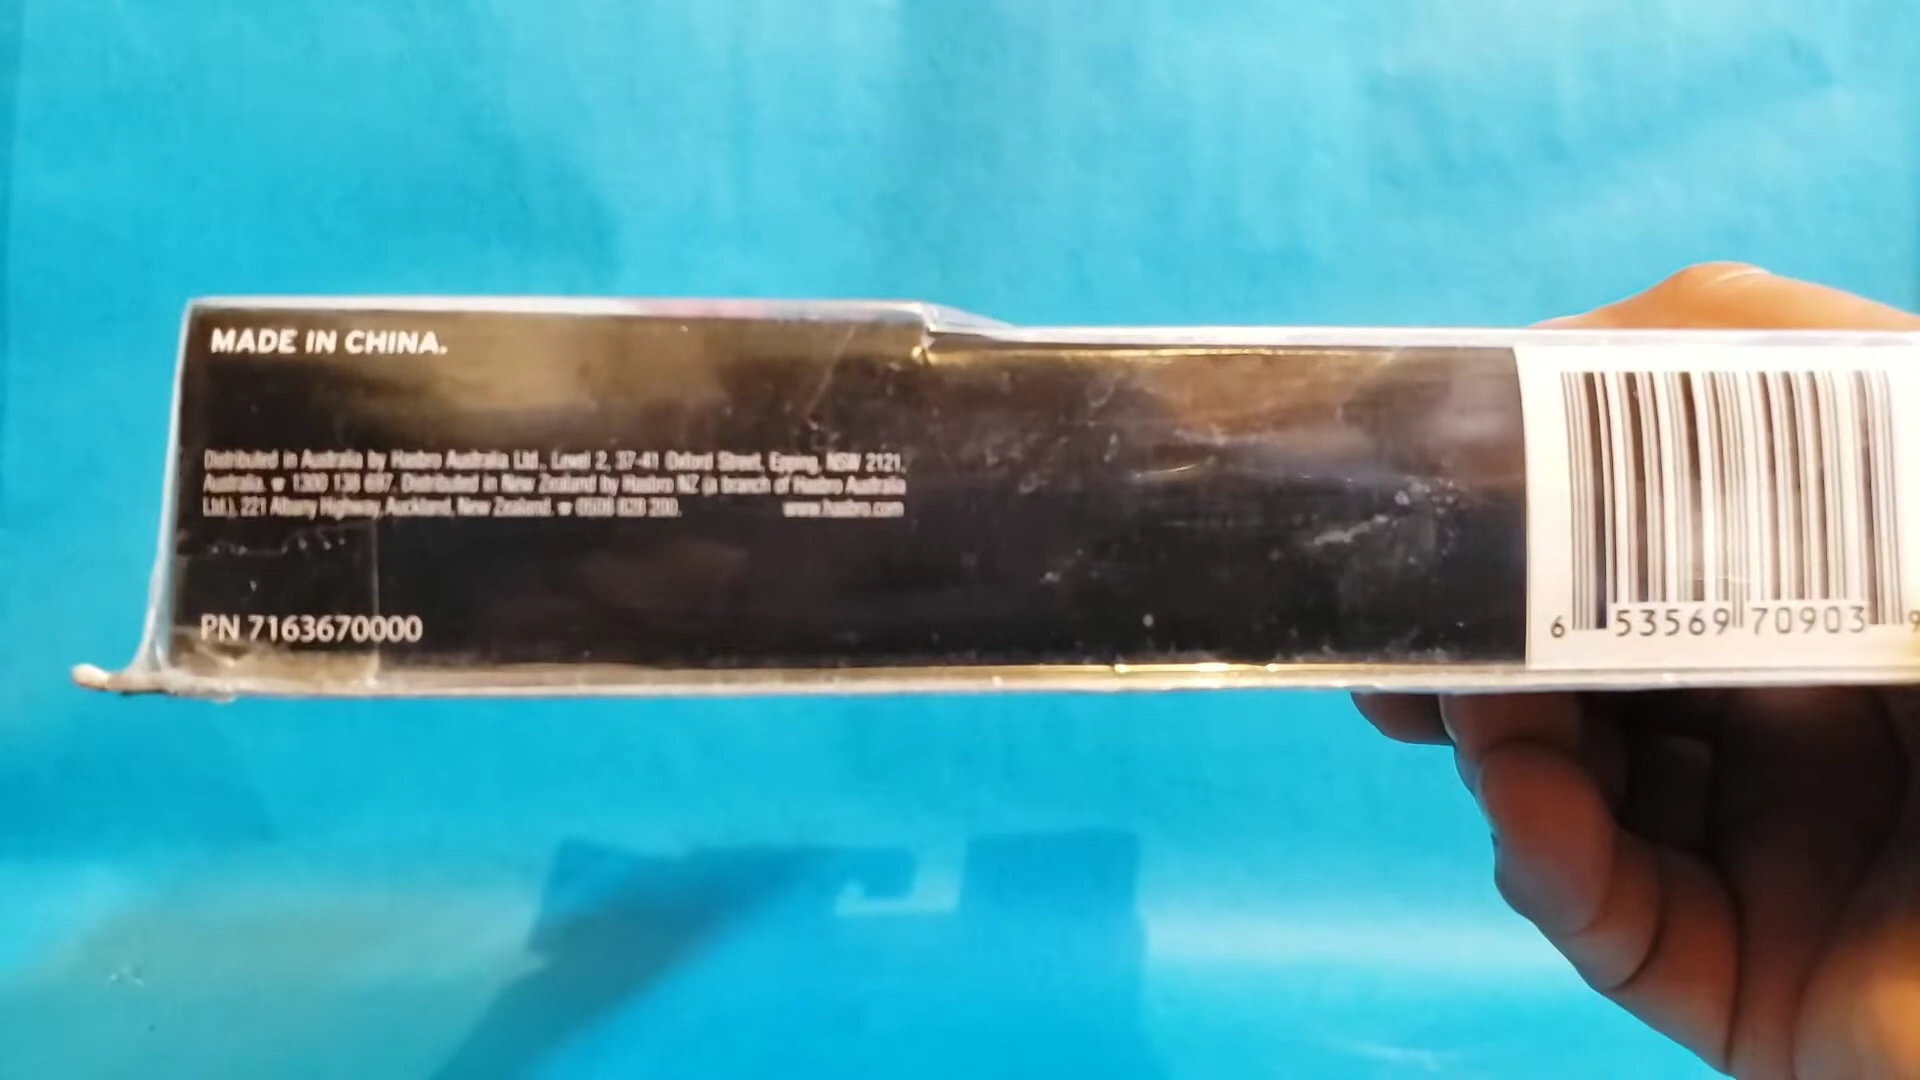 MADE IN CHINA.
Distributed in Australia by Hasbro Australia Ltd., Level 2, 37-41 Oxford Street, Epping, NSW 2121,
Australia. ☎ 1300 138 697. Distributed in New Zealand by Hasbro NZ (a branch of Hasbro Australia
Ltd.), 221 Albany Highway, Auckland, New Zealand. ☎ 0508 828 200. www.hasbro.com
PN 7163670000
6 53569 70903 9